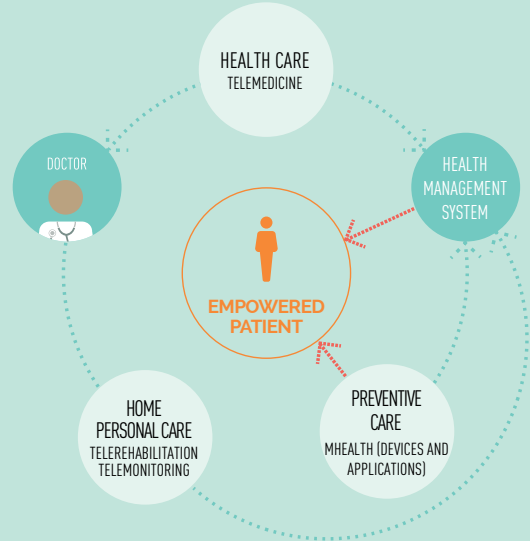 HEALTH CARE
TELEMEDICINE
DOCTOR
HEALTH
MANAGEMENT
SYSTEM
EMPOWERED
PATIENT
HOME
PERSONAL CARE
TELEREHABILITATION
TELEMONITORING
PREVENTIVE
CARE
MHEALTH (DEVICES AND
APPLICATIONS)